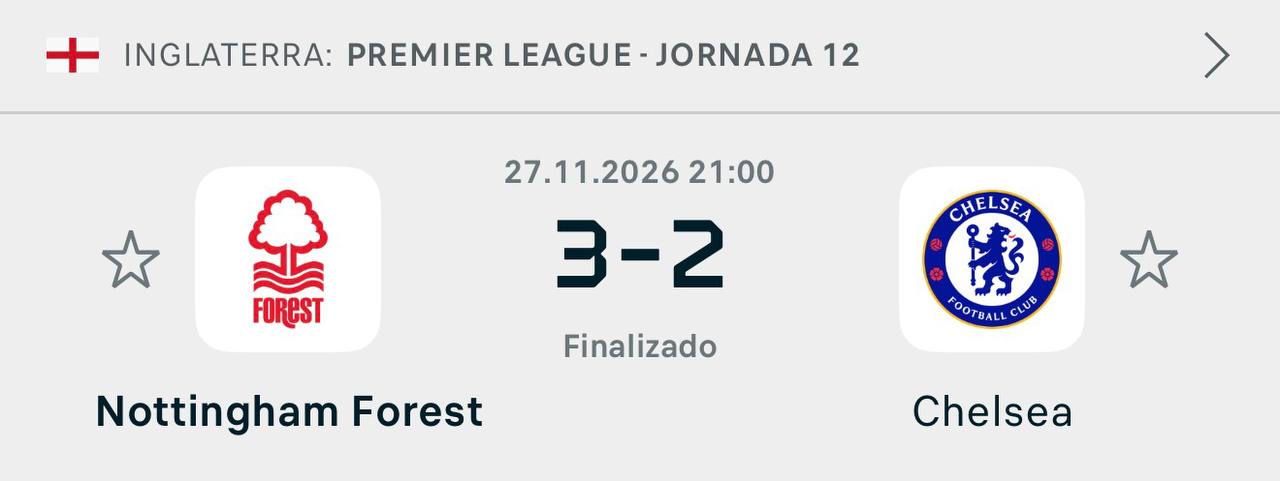 INGLATERRA: PREMIER LEAGUE - JORNADA 12
27.11.2026 21:00
3-2
Finalizado
FOREST
CHELSEA
FOOTBALL CLUB
Nottingham Forest
Chelsea